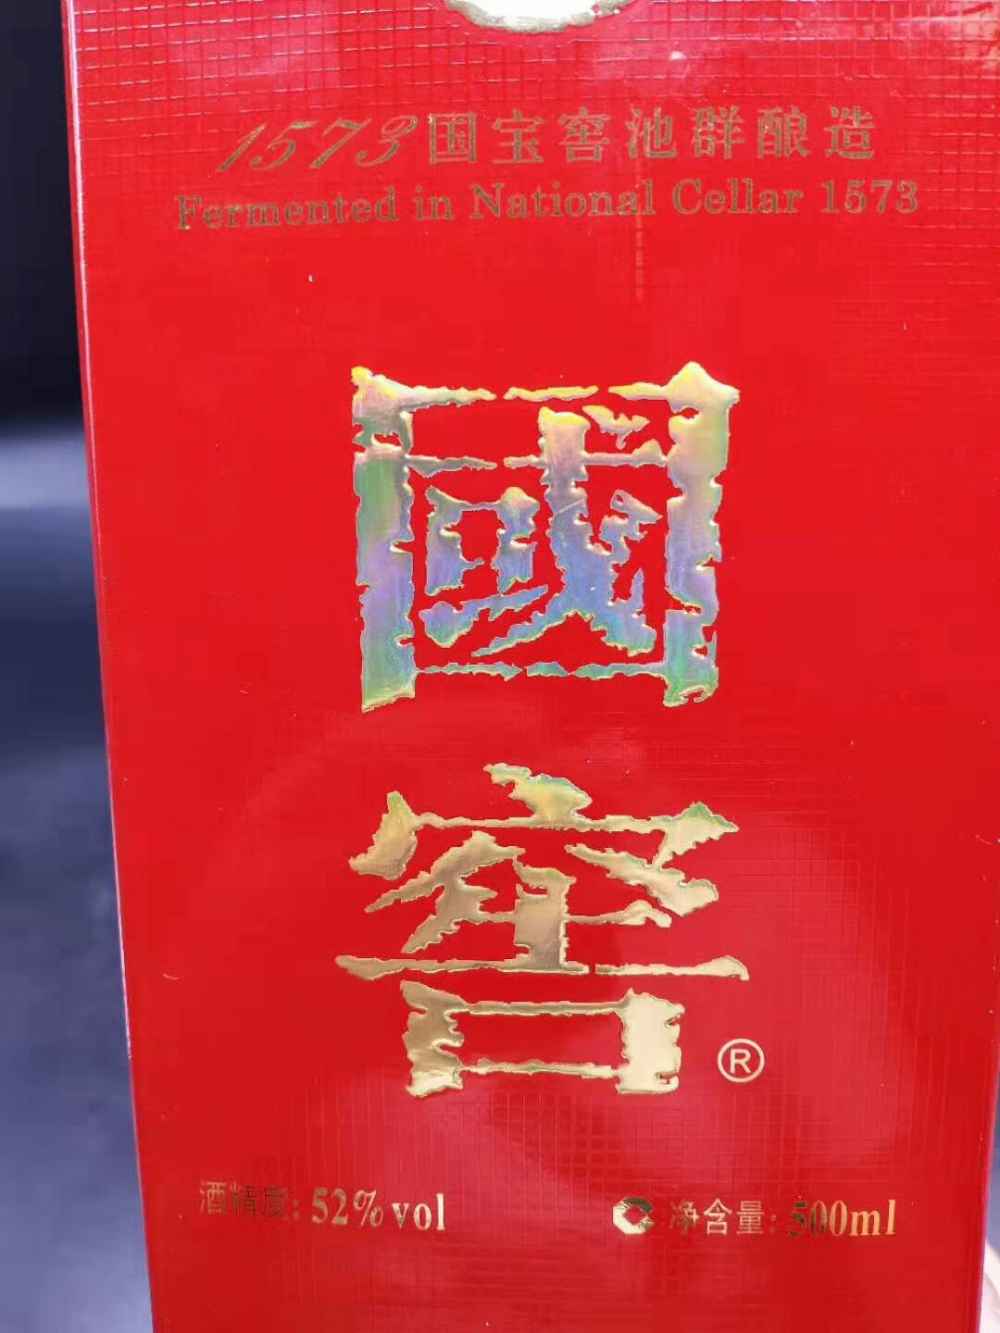 1573国宝窖池群酿造
Fermented in National Cellar 1573
國
窖
®
酒精度: 52%vol
净含量: 500ml